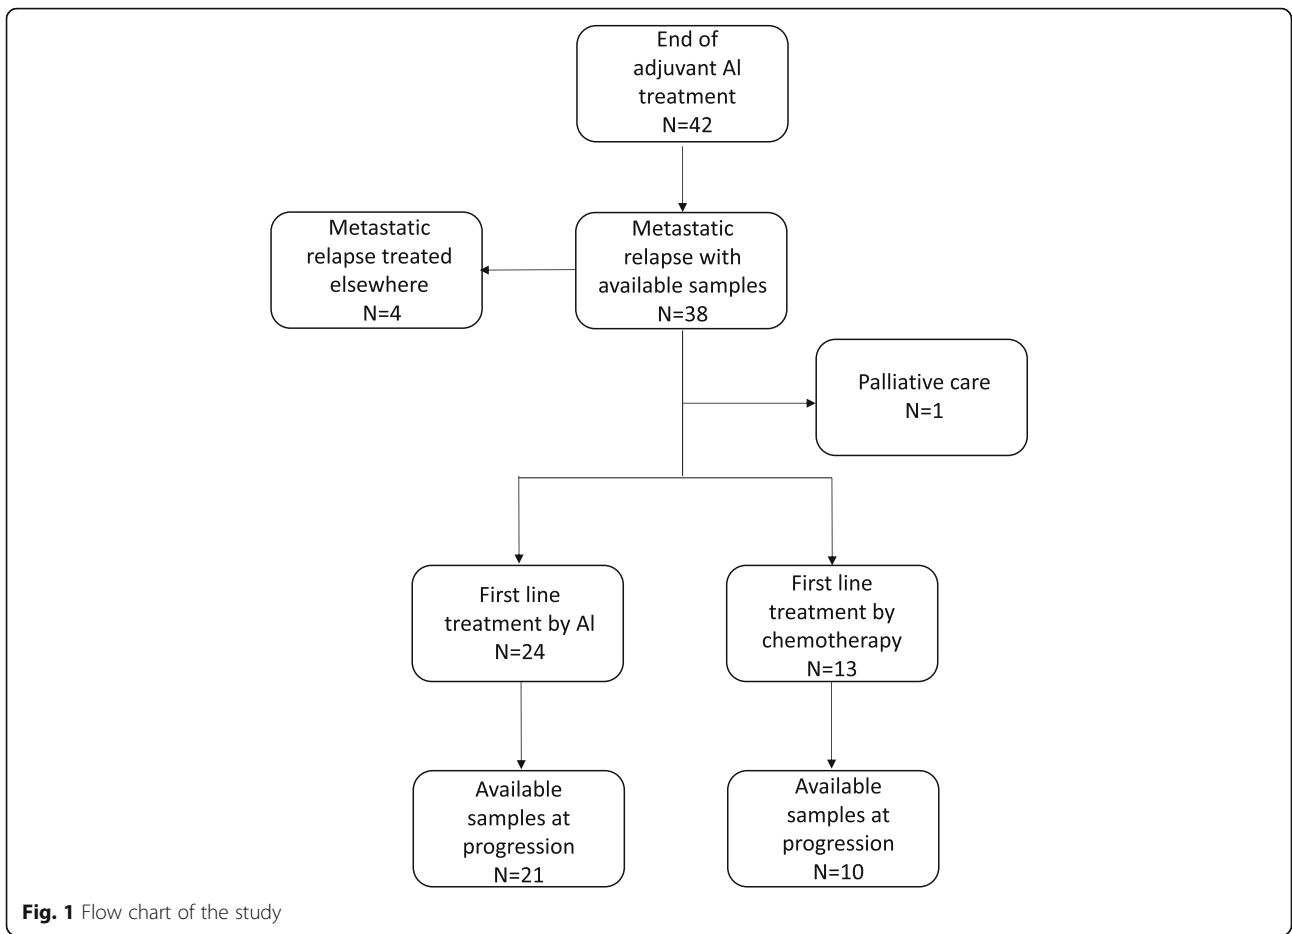 End of
adjuvant AI
treatment
N=42
Metastatic
relapse treated
elsewhere
N=4
Metastatic
relapse with
available samples
N=38
Palliative care
N=1
First line
treatment by AI
N=24
First line
treatment by
chemotherapy
N=13
Available
samples at
progression
N=21
Available
samples at
progression
N=10
Fig. 1 Flow chart of the study